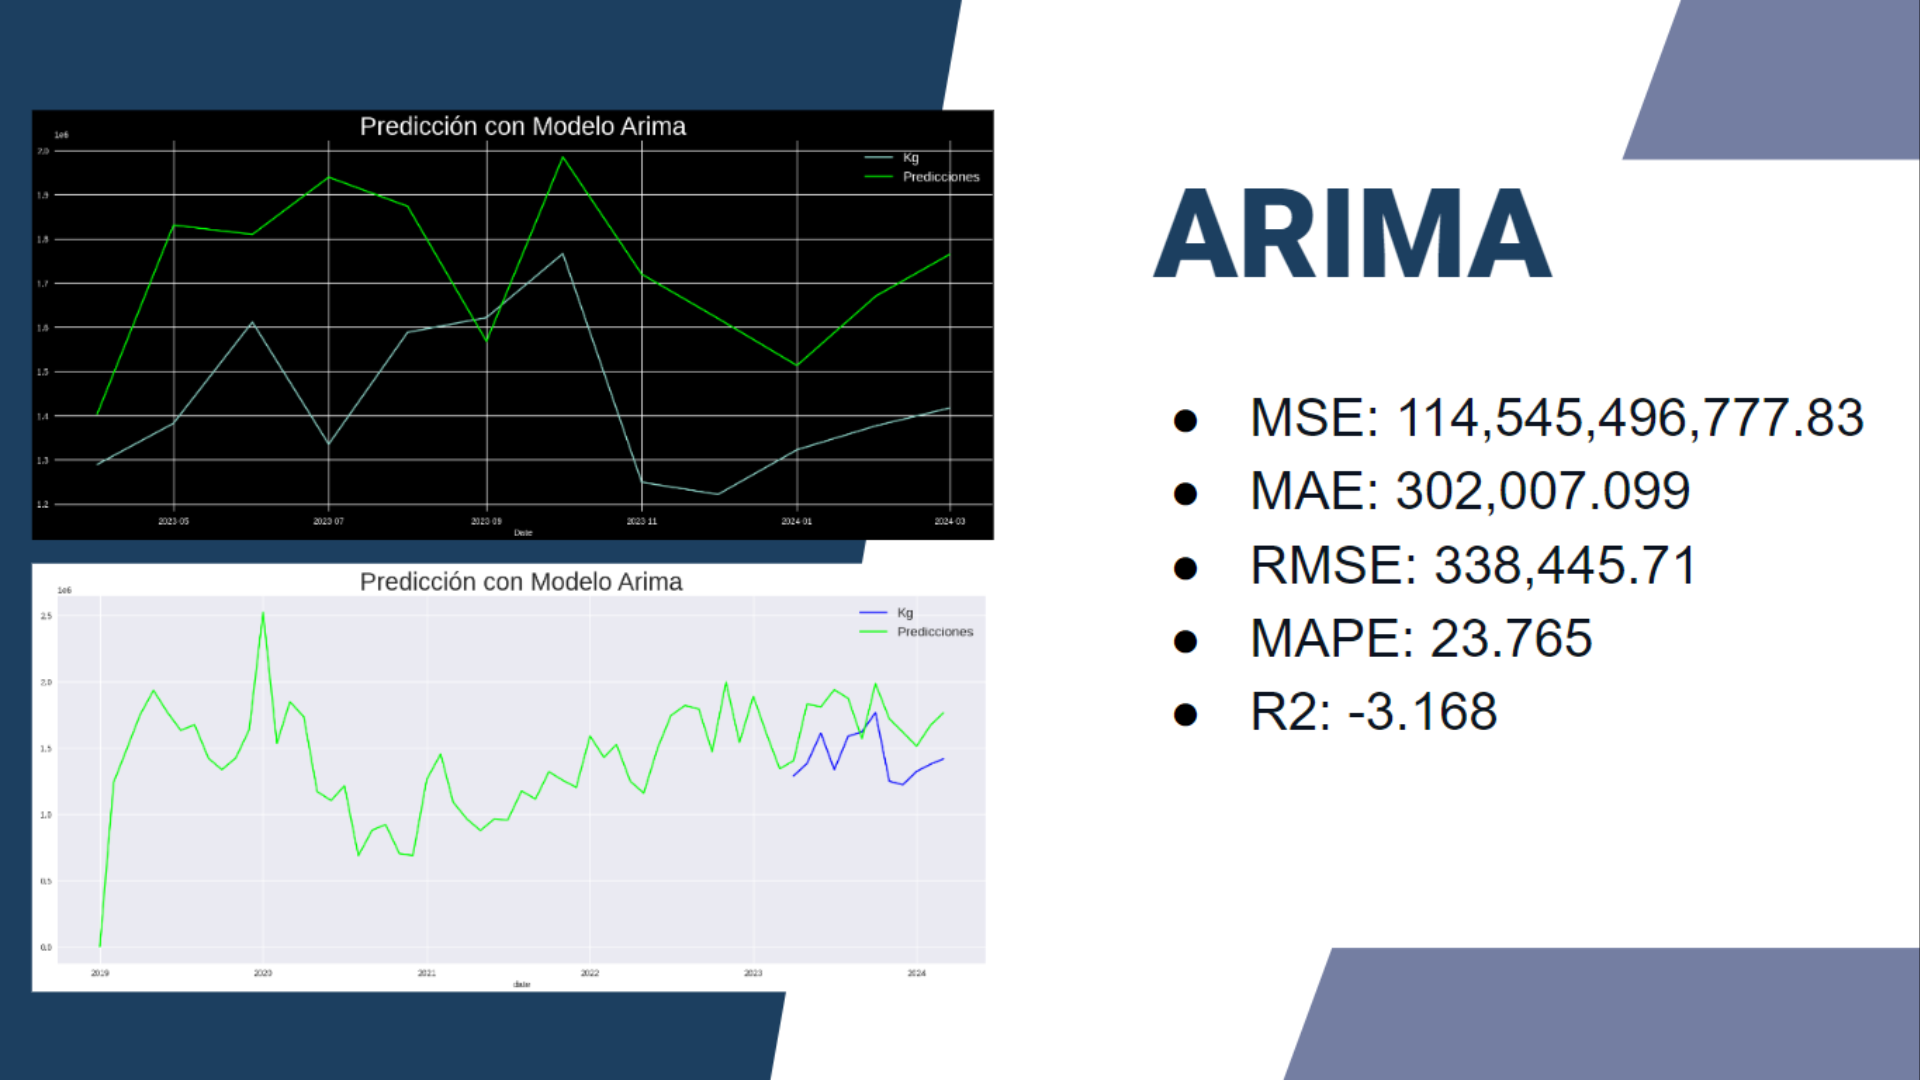 Predicción con Modelo Arima
1e6
Kg
Predicciones
2.0
1.9
1.8
1.7
1.6
1.5
1.4
1.3
1.2
2023-05 2023-07 2023-09 2023-11 2024-01 2024-03
Date
Predicción con Modelo Arima
1e6
Kg
Predicciones
2.5
2.0
1.5
1.0
0.5
0.0
2019 2020 2021 2022 2023 2024
date
ARIMA
● MSE: 114,545,496,777.83
● MAE: 302,007.099
● RMSE: 338,445.71
● MAPE: 23.765
● R2: -3.168